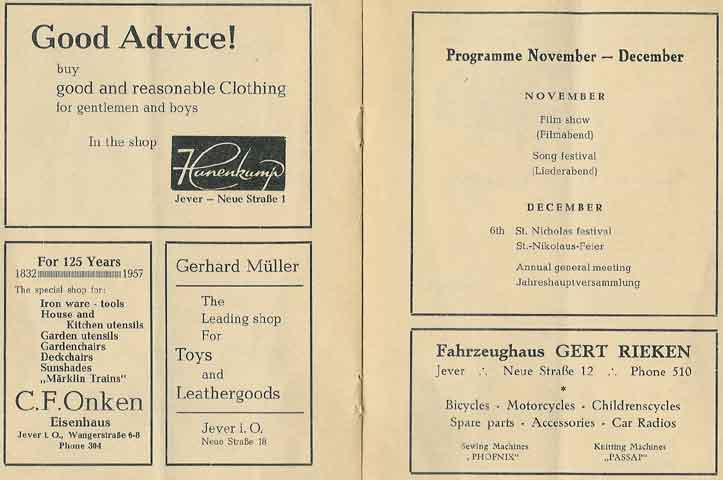 Good Advice!
buy
good and reasonable Clothing
for gentlemen and boys
In the shop
Hanenkamp
Jever — Neue Straße 1
For 125 Years
1832 1957
The special shop for:
Iron ware - tools
House and
Kitchen utensils
Garden utensils
Gardenchairs
Deckchairs
Sunshades
„Märklin Trains"
C. F. Onken
Eisenhaus
Jever i. O., Wangerstraße 6-8
Phone 304
Gerhard Müller
The
Leading shop
For
Toys
and
Leathergoods
Jever i. O.
Neue Straße 18
Programme November — December
NOVEMBER
Film show
(Filmabend)
Song festival
(Liederabend)
DECEMBER
6th St. Nicholas festival
St.-Nikolaus-Feier
Annual general meeting
Jahreshauptversammlung
Fahrzeughaus GERT RIEKEN
Jever ∴ Neue Straße 12 ∴ Phone 510
*
Bicycles - Motorcycles - Childrenscycles
Spare parts - Accessories - Car Radios
Sewing Machines
„PHOFNIX"
Knitting Machines
„PASSAP"